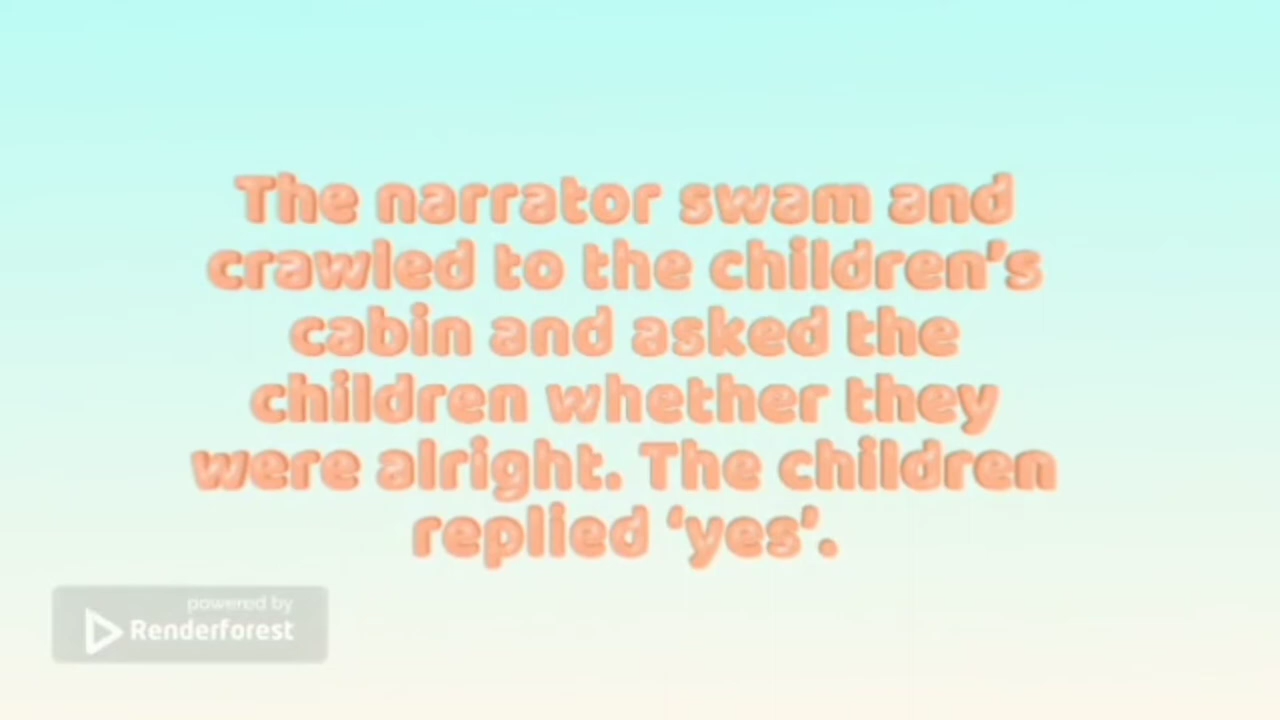 The narrator swam and
crawled to the children's
cabin and asked the
children whether they
were alright. The children
replied ‘yes’.
powered by
Renderforest